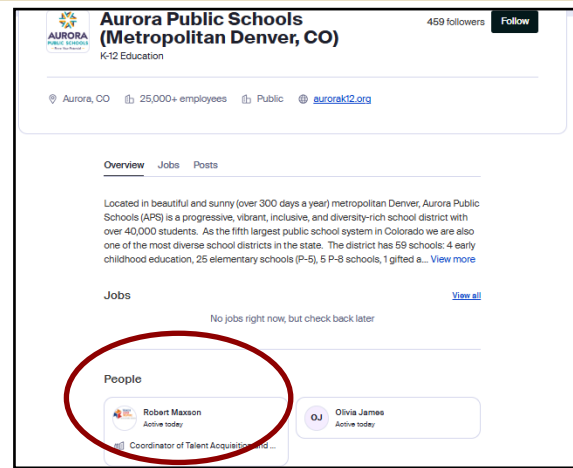 Aurora Public Schools
(Metropolitan Denver, CO)
459 followers
Follow
AURORA
PUBLIC SCHOOLS
K-12 Education
Aurora, CO
25,000+ employees
Public
aurorak12.org
Overview Jobs Posts
Located in beautiful and sunny (over 300 days a year) metropolitan Denver, Aurora Public
Schools (APS) is a progressive, vibrant, inclusive, and diversity-rich school district with
over 40,000 students. As the fifth largest public school system in Colorado we are also
one of the most diverse school districts in the state. The district has 59 schools: 4 early
childhood education, 25 elementary schools (P-5), 5 P-8 schools, 1 gifted a... View more
Jobs
View all
No jobs right now, but check back later
People
Robert Maxson
Active today
Coordinator of Talent Acquisition and ...
OJ
Olivia James
Active today